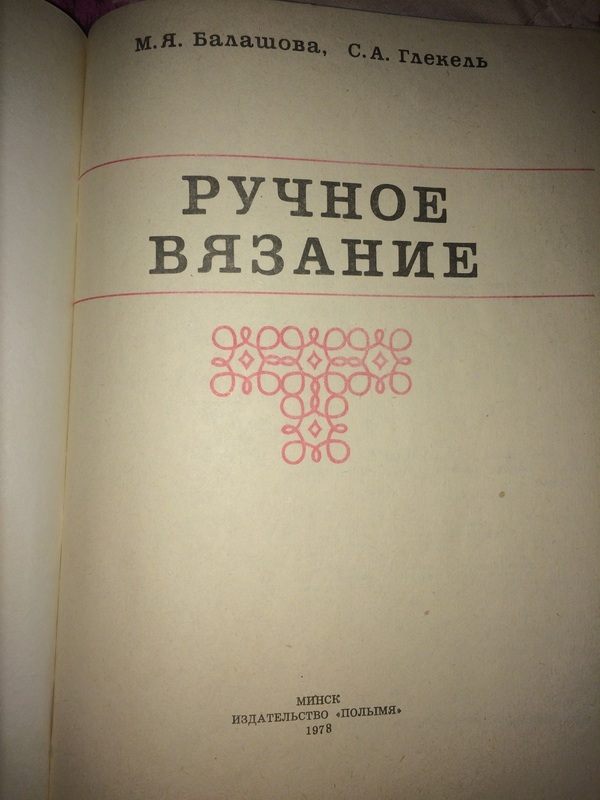 М.Я. Балашова, С.А. Глекель
РУЧНОЕ
ВЯЗАНИЕ
МИНСК
ИЗДАТЕЛЬСТВО «ПОЛЫМЯ»
1978